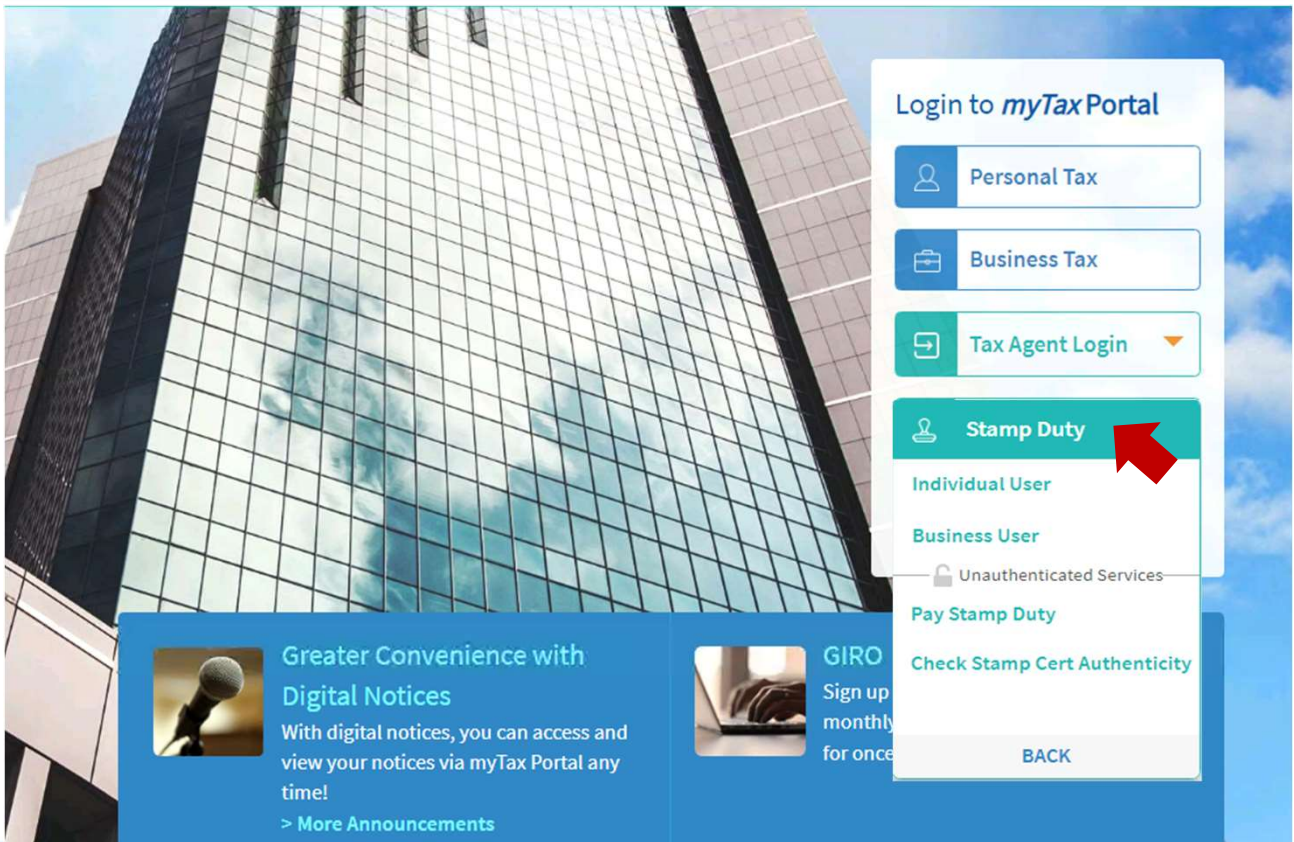 Login to myTax Portal
Personal Tax
Business Tax
Tax Agent Login
Stamp Duty
Individual User
Business User
Unauthenticated Services
Pay Stamp Duty
Check Stamp Cert Authenticity
BACK
Greater Convenience with
Digital Notices
With digital notices, you can access and
view your notices via myTax Portal any
time!
> More Announcements
GIRO
Sign up
monthly
for once